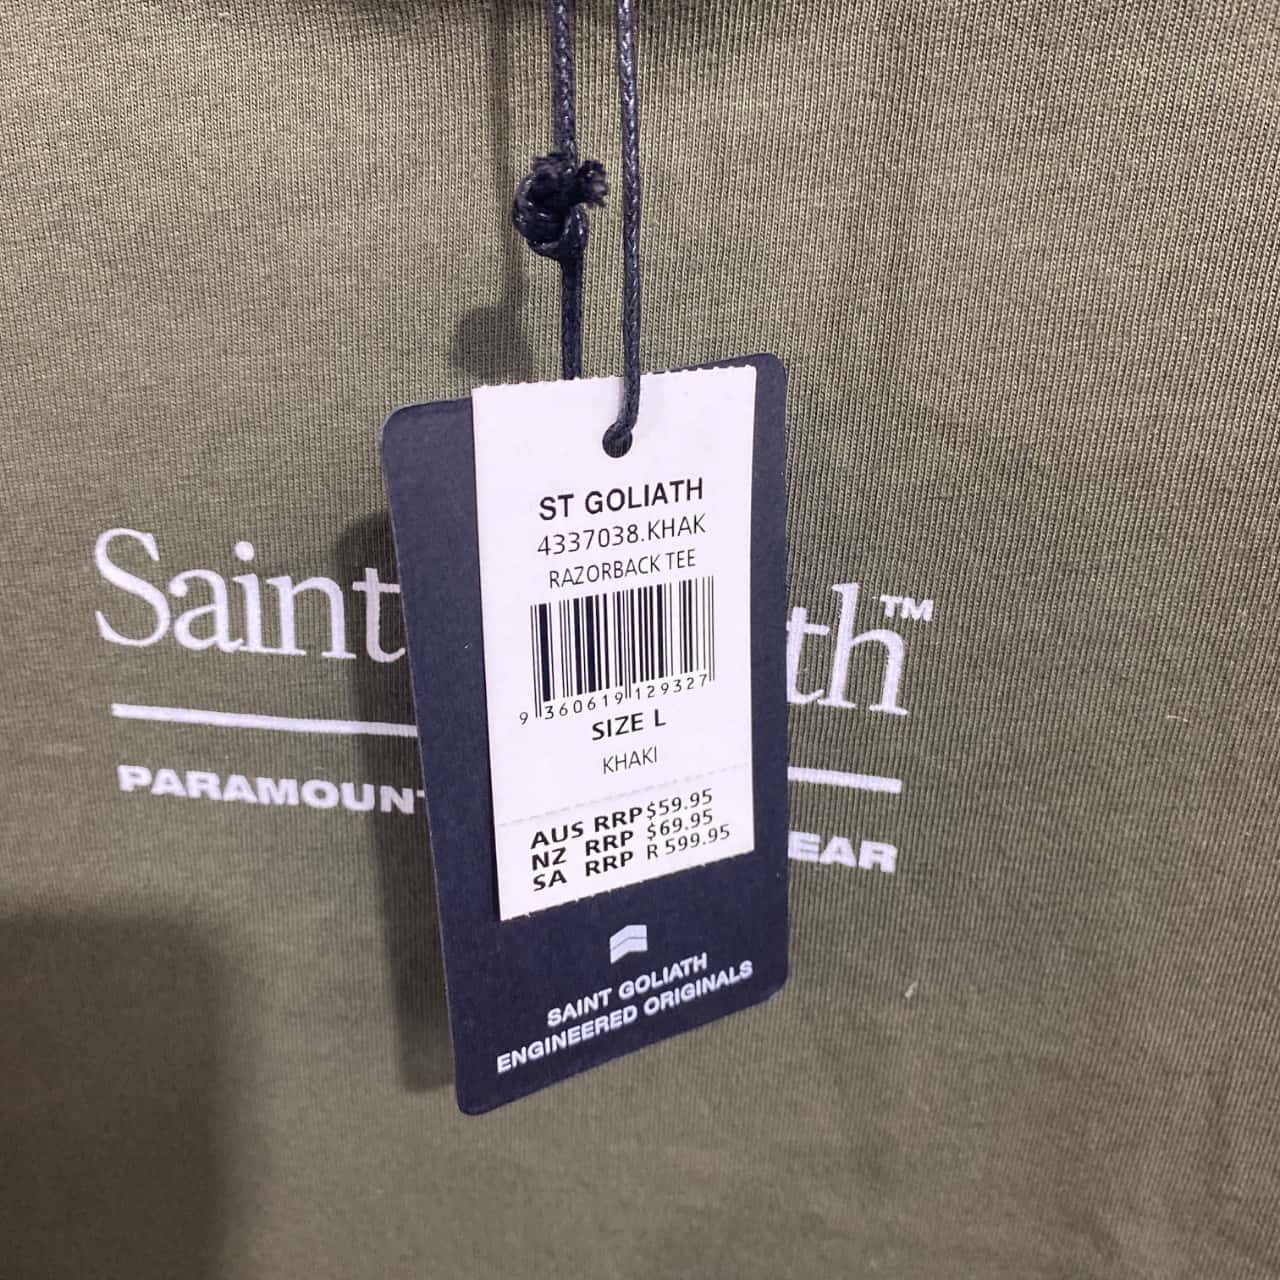 ST GOLIATH
4337038.KHAK
RAZORBACK TEE
9 360619 129327
SIZE L
KHAKI
AUS RRP $59.95
NZ RRP $69.95
SA RRP R 599.95
SAINT GOLIATH
ENGINEERED ORIGINALS
Saint th™
PARAMOUN EAR